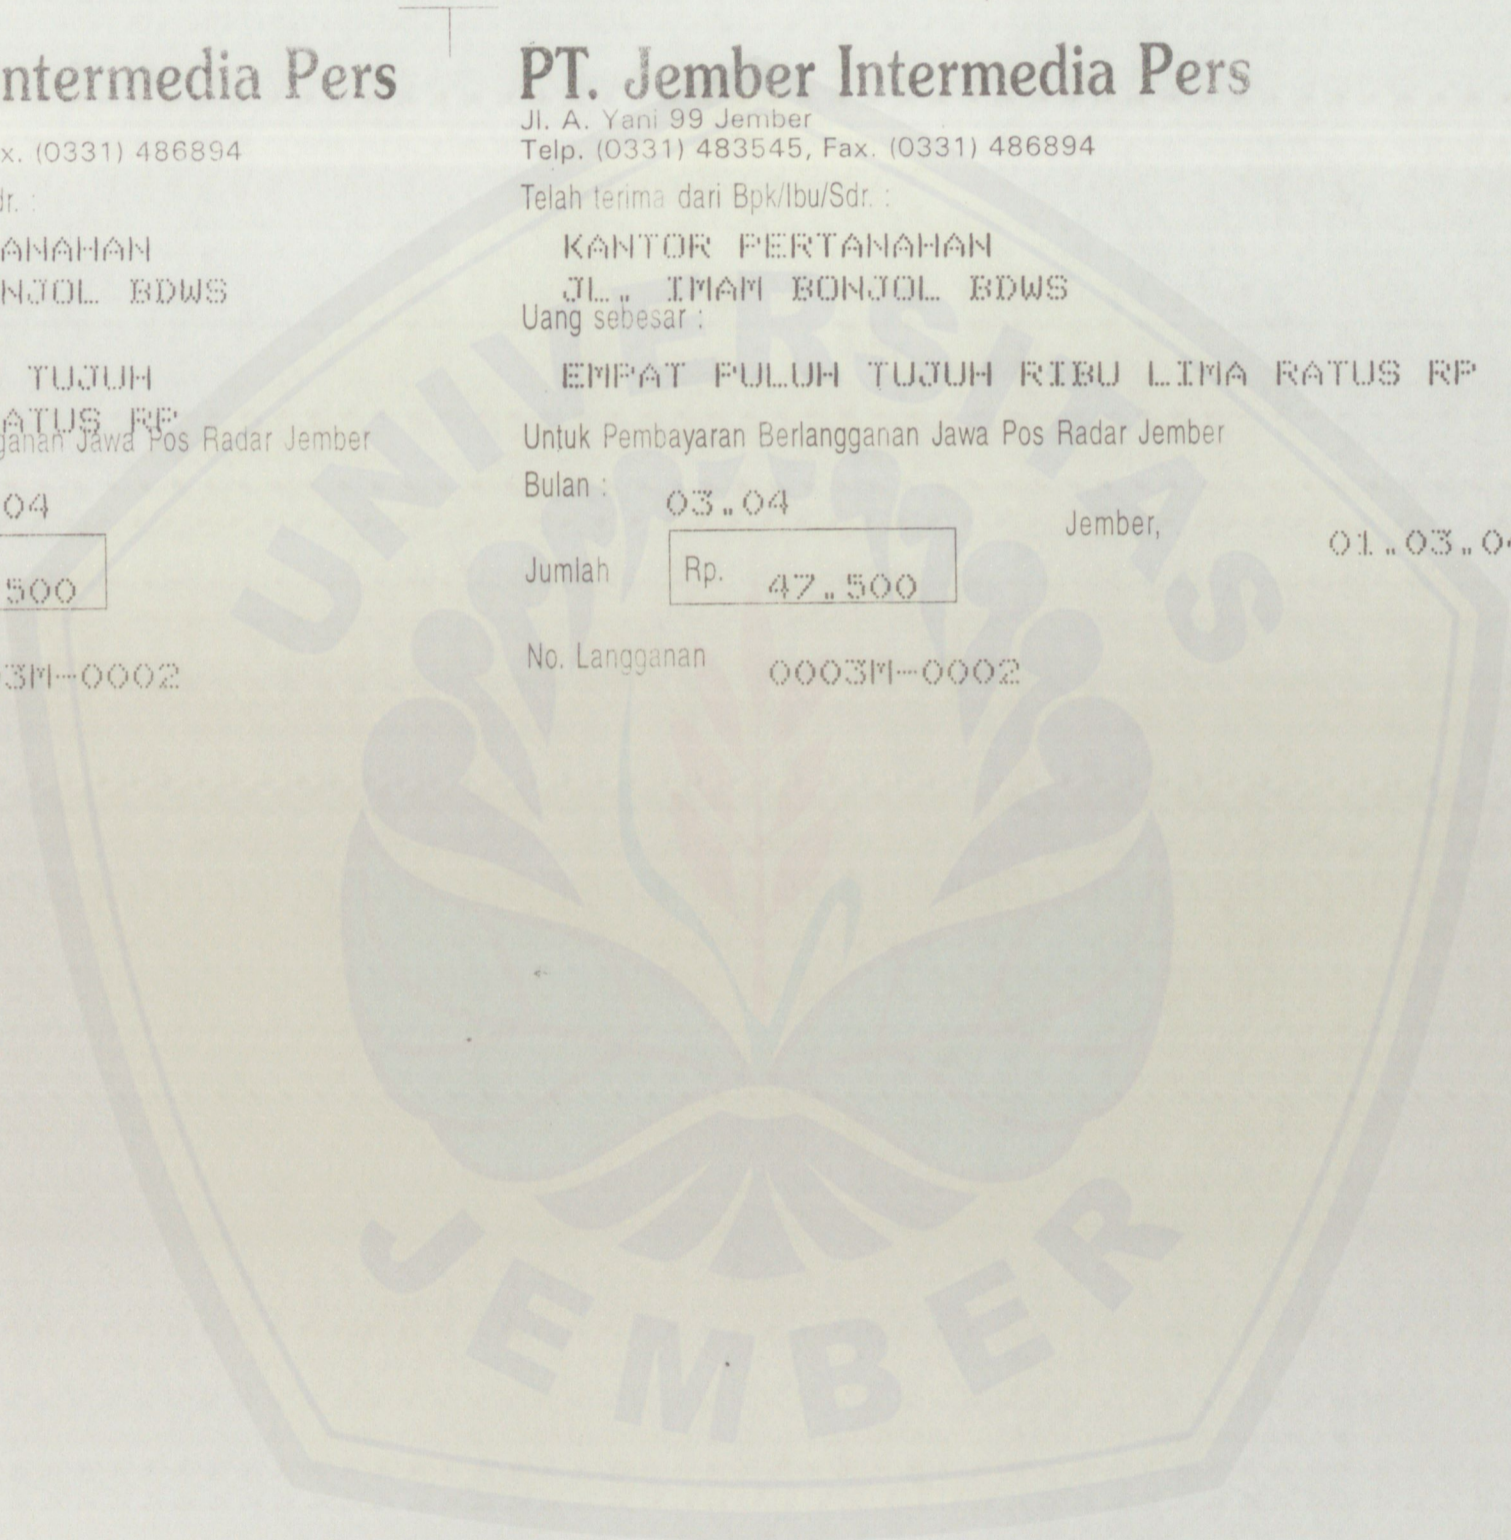 ntermedia Pers
x. (0331) 486894
dr. :
ANAHAN
NJOL BDWS
TUJUH
ATUS RP
ganan Jawa Pos Radar Jember
04
500
3M-0002
PT. Jember Intermedia Pers
Jl. A. Yani 99 Jember
Telp. (0331) 483545, Fax. (0331) 486894
Telah terima dari Bpk/Ibu/Sdr. :
KANTOR PERTANAHAN
JL. IMAM BONJOL BDWS
Uang sebesar :
EMPAT PULUH TUJUH RIBU LIMA RATUS RP
Untuk Pembayaran Berlangganan Jawa Pos Radar Jember
Bulan : 03.04
Jember, 01.03.0
Jumlah Rp. 47.500
No. Langganan 0003M-0002
UNIVERSITAS
JEMBER